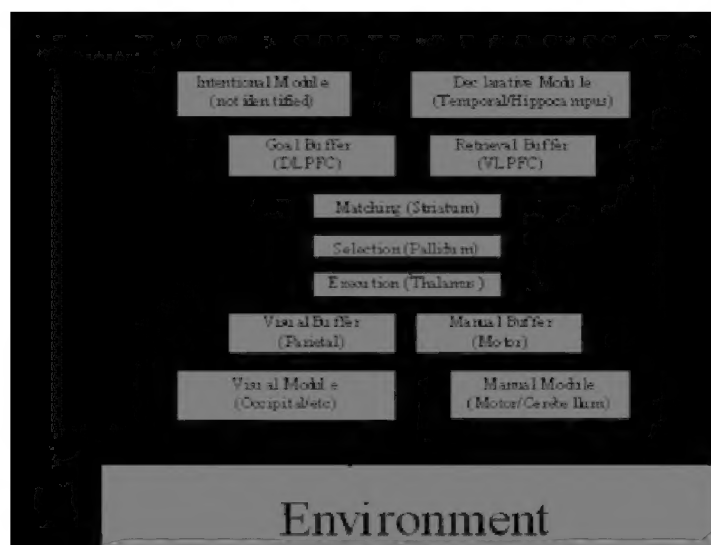 Intentional Module
(not identified)
Declarative Module
(Temporal/Hippocampus)
Goal Buffer
(DLPFC)
Retrieval Buffer
(VLPFC)
Matching (Striatum)
Selection (Pallidum)
Execution (Thalamus)
Visual Buffer
(Parietal)
Manual Buffer
(Motor)
Visual Module
(Occipital/etc)
Manual Module
(Motor/Cerebellum)
Environment